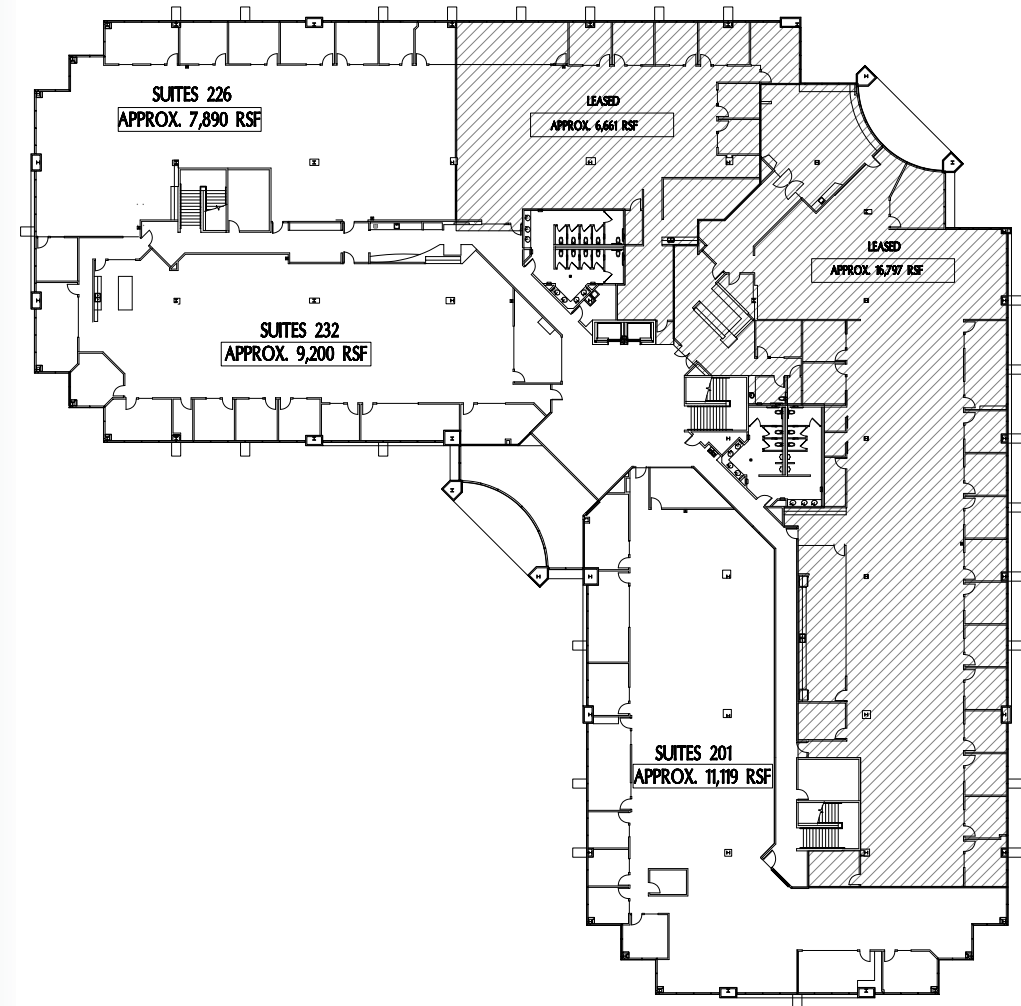 SUITES 226
APPROX. 7,890 RSF
LEASED
APPROX. 6,661 RSF
LEASED
APPROX. 16,797 RSF
SUITES 232
APPROX. 9,200 RSF
SUITES 201
APPROX. 11,119 RSF